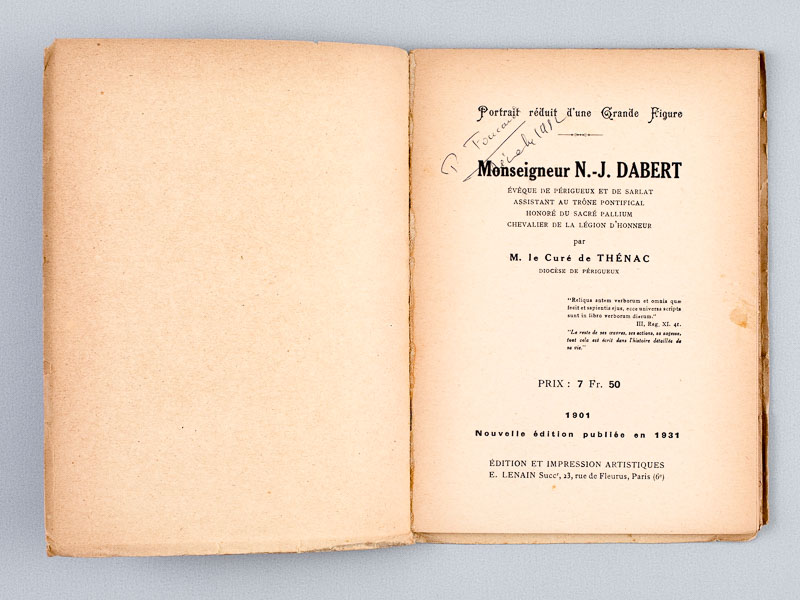 Portrait réduit d'une Grande Figure
P.
Monseigneur N.-J. DABERT
ÉVÊQUE DE PÉRIGUEUX ET DE SARLAT
ASSISTANT AU TRÔNE PONTIFICAL
HONORÉ DU SACRÉ PALLIUM
CHEVALIER DE LA LÉGION D'HONNEUR
par
M. le Curé de THÉNAC
DIOCÈSE DE PÉRIGUEUX
"Reliqua autem verborum et omnia quæ
fecit et sapientia ejus, ecce universa scripta
sunt in libro verborum dierum."
III, Reg. XI. 41.
"Le reste de ses œuvres, ses actions, sa sagesse,
tout cela est écrit dans l'histoire détaillée de
sa vie."
PRIX : 7 Fr. 50
1901
Nouvelle édition publiée en 1931
ÉDITION ET IMPRESSION ARTISTIQUES
E. LENAIN Succʳ, 23, rue de Fleurus, Paris (6ᵉ)